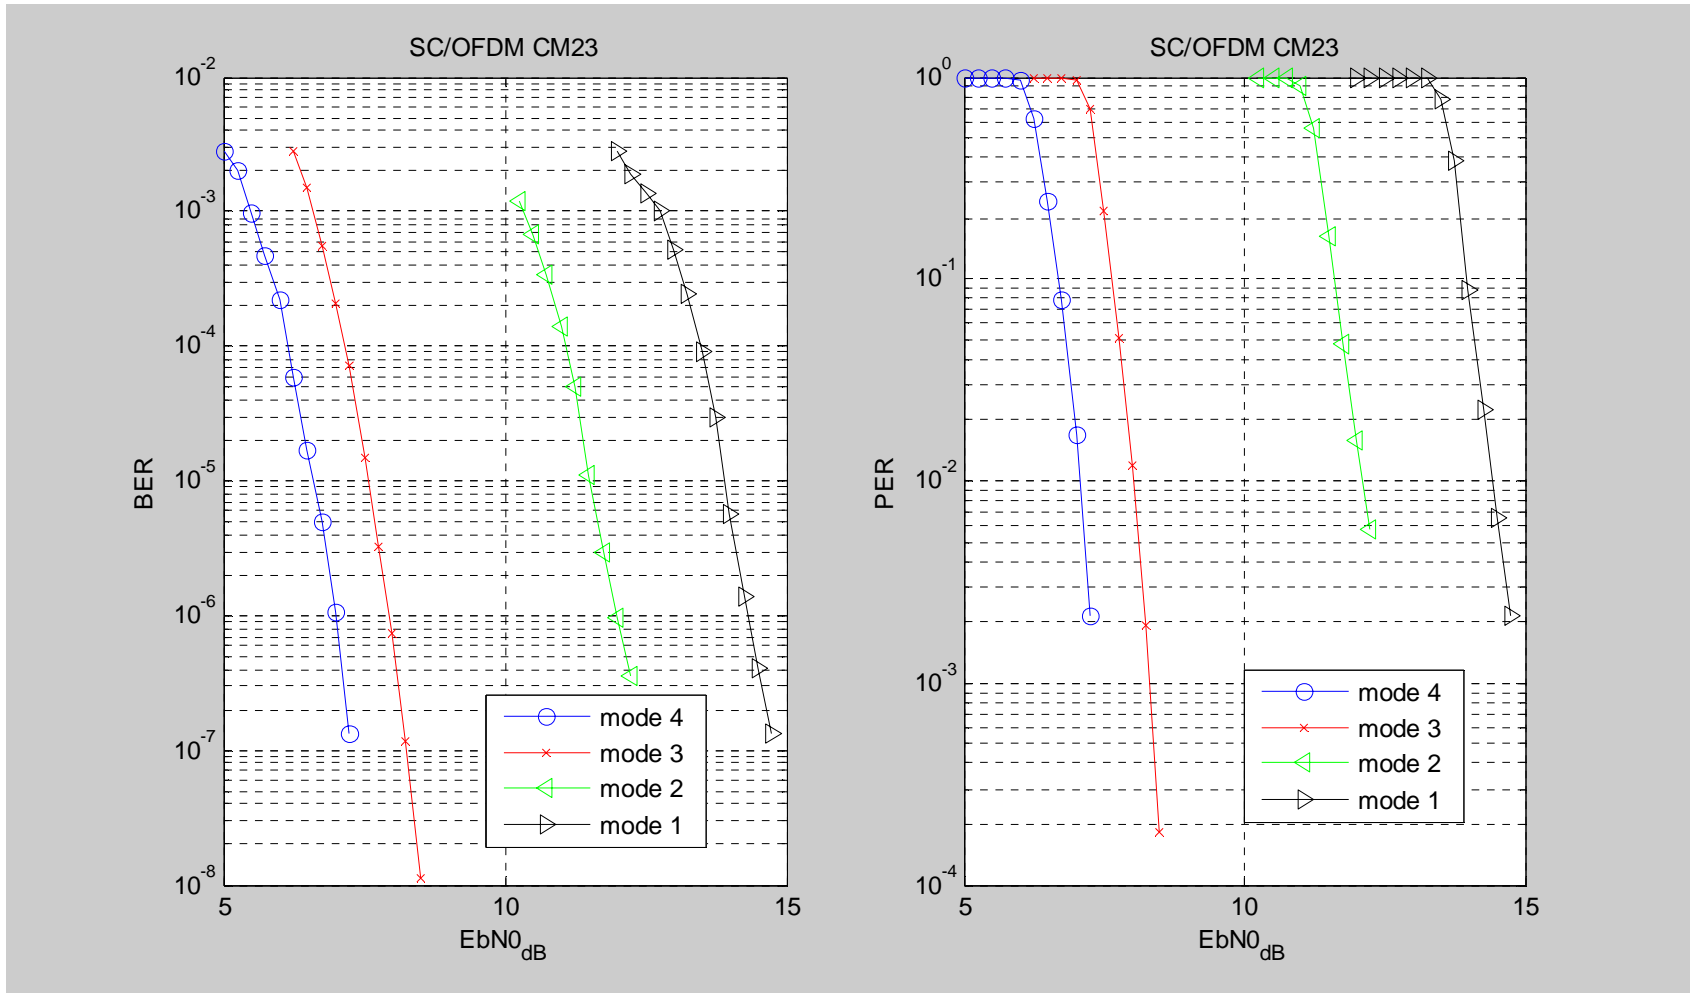 SC/OFDM CM23
10^-2
10^-3
10^-4
10^-5
10^-6
10^-7
10^-8
BER
5
10
15
EbN0_dB
mode 4
mode 3
mode 2
mode 1
SC/OFDM CM23
10^0
10^-1
10^-2
10^-3
10^-4
PER
5
10
15
EbN0_dB
mode 4
mode 3
mode 2
mode 1